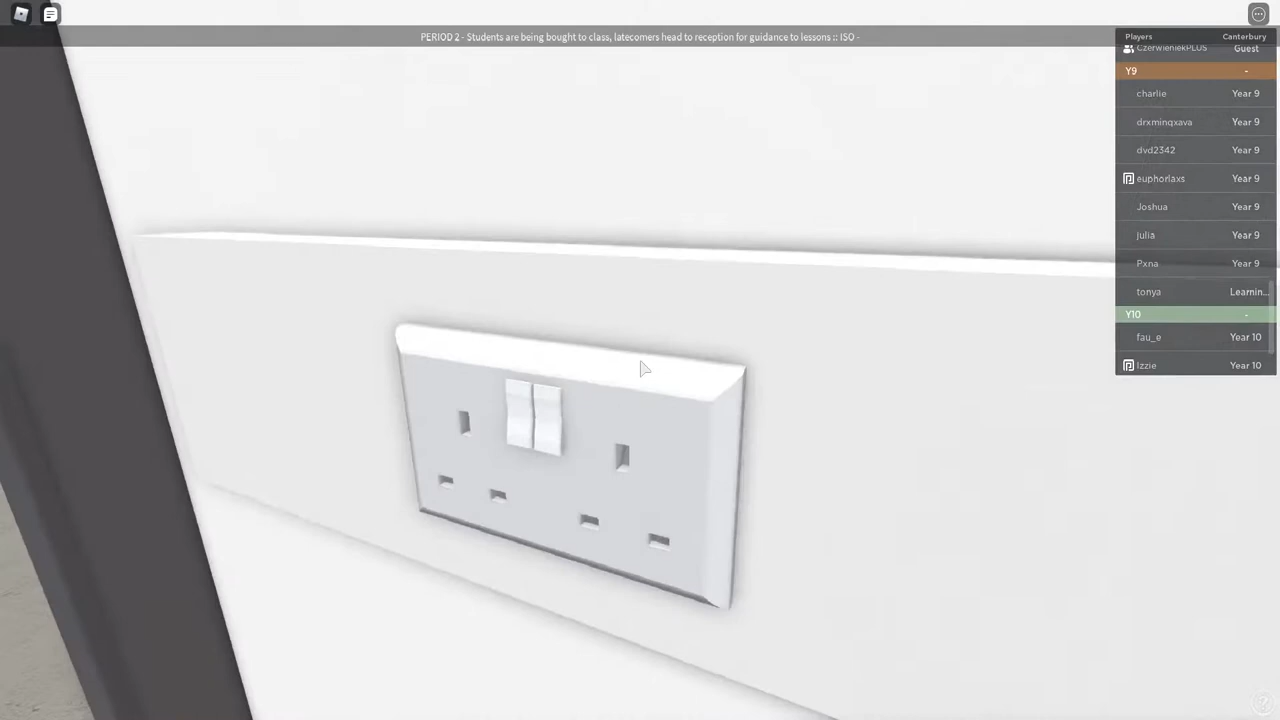 PERIOD 2 - Students are being bought to class, latecomers head to reception for guidance to lessons :: ISO -
Players Canterbury
CzerwieniekPLUS Guest
Y9 -
charlie Year 9
drxminqxava Year 9
dvd2342 Year 9
euphorlaxs Year 9
Joshua Year 9
julia Year 9
Pxna Year 9
tonya Learnin...
Y10 -
fau_e Year 10
Izzie Year 10